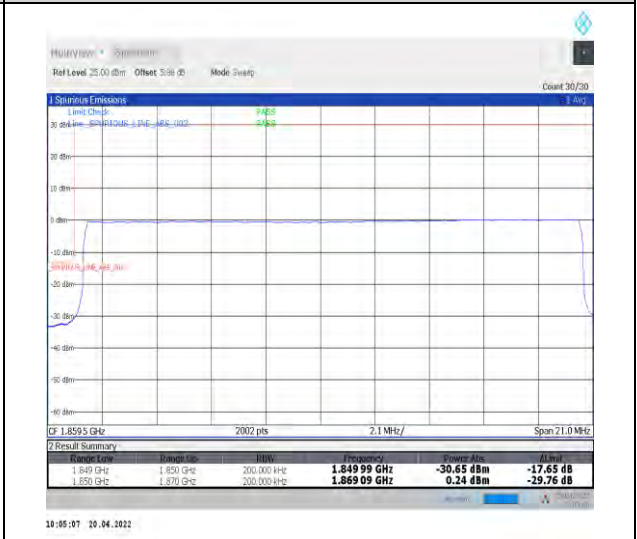 MultiView Spectrum
Ref Level 25.00 dBm Offset 5.98 dB Mode Sweep
Count 30/30
1 Spurious Emissions 1 Avg
Limit Check PASS
30 dBm Line _SPURIOUS_LINE_ABS_002 PASS
20 dBm
10 dBm
0 dBm
-10 dBm
_SPURIOUS_LINE_ABS_002
-20 dBm
-30 dBm
-40 dBm
-50 dBm
-60 dBm
CF 1.8595 GHz 2002 pts 2.1 MHz/ Span 21.0 MHz
2 Result Summary
Range Low Range Up RBW Frequency Power Abs ΔLimit
1.849 GHz 1.850 GHz 200.000 kHz 1.849 99 GHz -30.65 dBm -17.65 dB
1.850 GHz 1.870 GHz 200.000 kHz 1.869 09 GHz 0.24 dBm -29.76 dB
10:05:07 20.04.2022